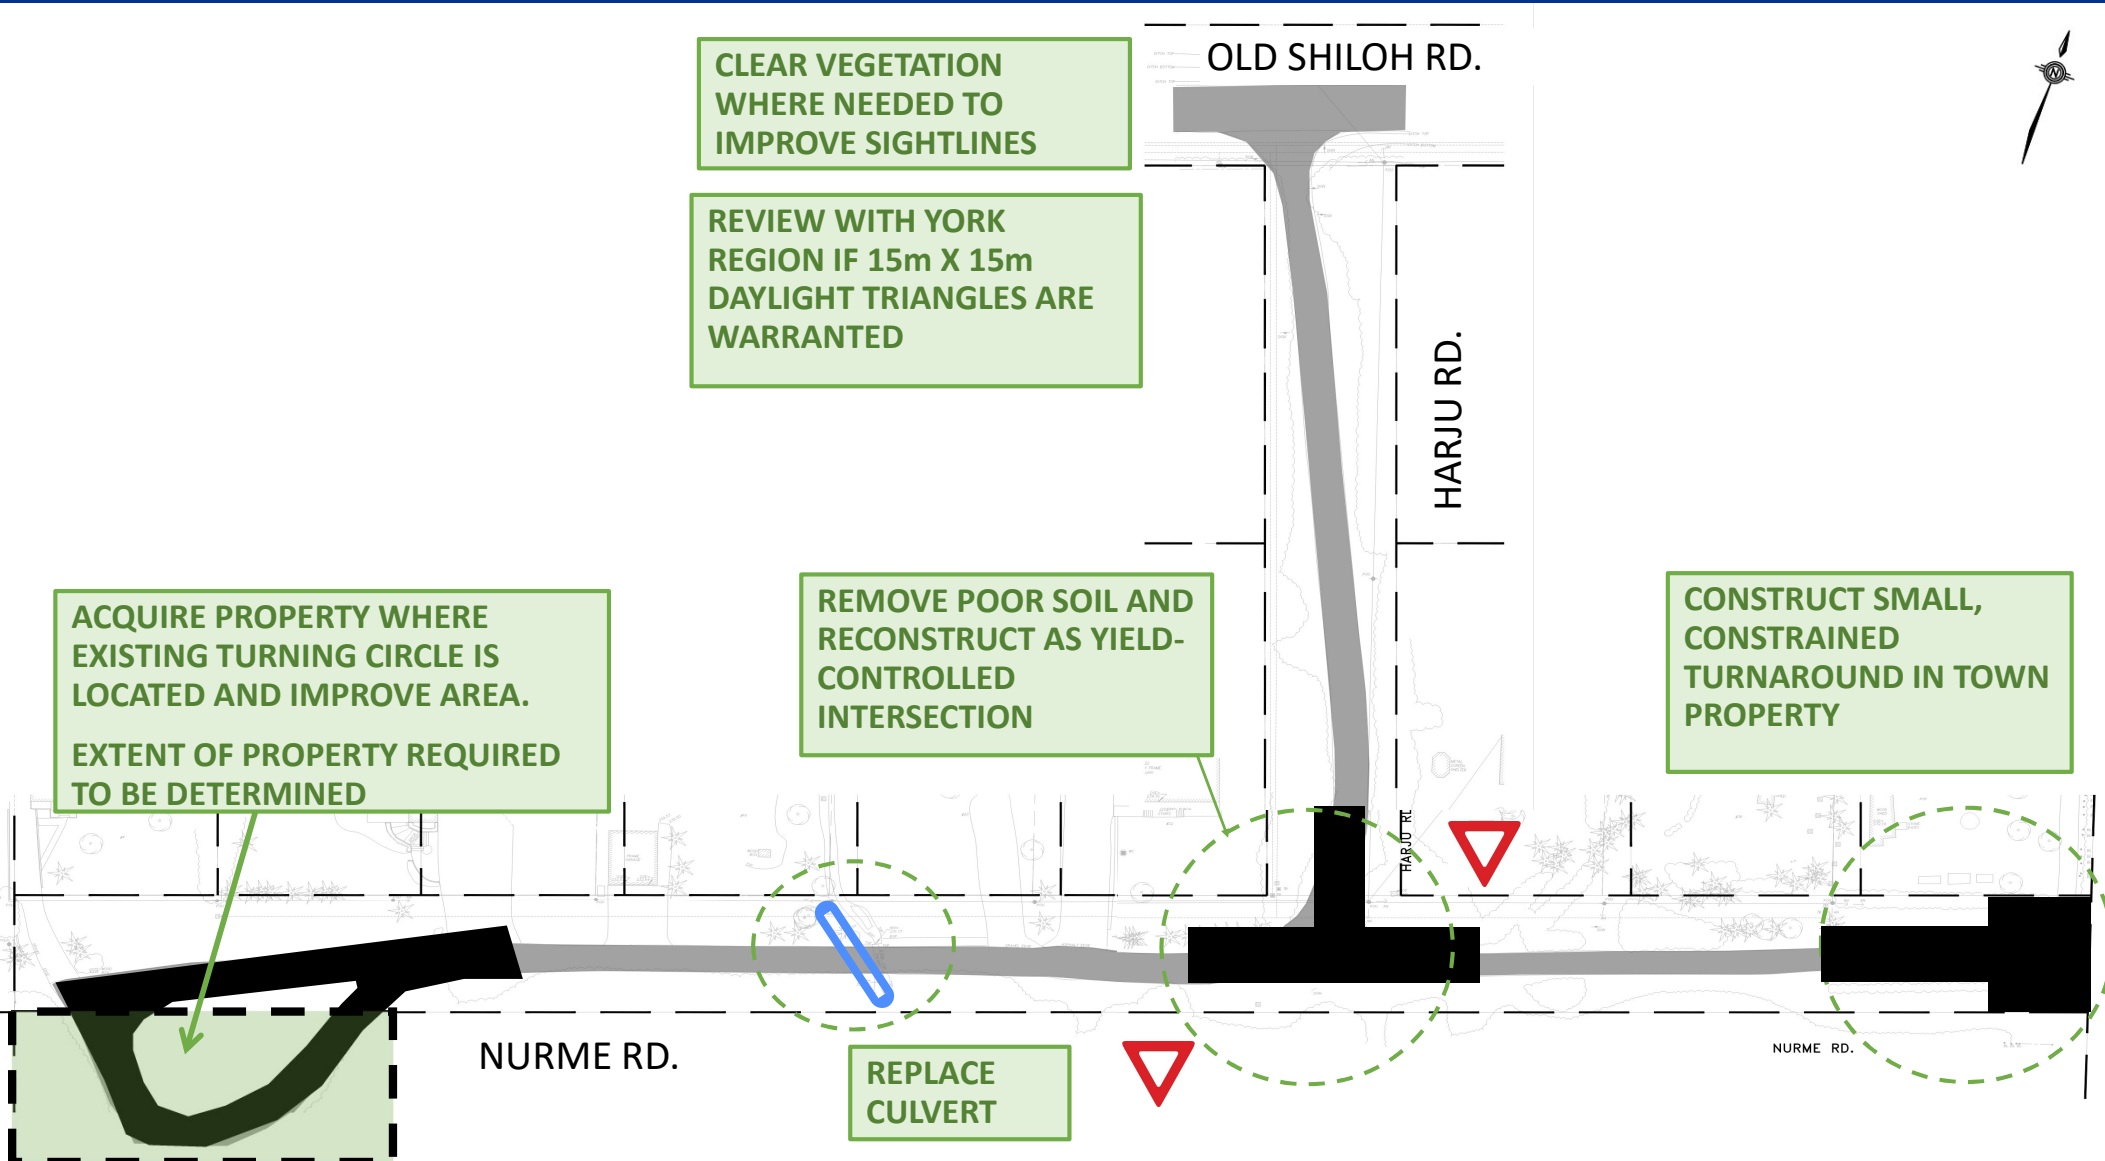 OLD SHILOH RD.
CLEAR VEGETATION
WHERE NEEDED TO
IMPROVE SIGHTLINES
N
REVIEW WITH YORK
REGION IF 15m X 15m
DAYLIGHT TRIANGLES ARE
WARRANTED
HARJU RD.
ACQUIRE PROPERTY WHERE
EXISTING TURNING CIRCLE IS
LOCATED AND IMPROVE AREA.
EXTENT OF PROPERTY REQUIRED
TO BE DETERMINED
REMOVE POOR SOIL AND
RECONSTRUCT AS YIELD-
CONTROLLED
INTERSECTION
CONSTRUCT SMALL,
CONSTRAINED
TURNAROUND IN TOWN
PROPERTY
NURME RD.
REPLACE
CULVERT
NURME RD.